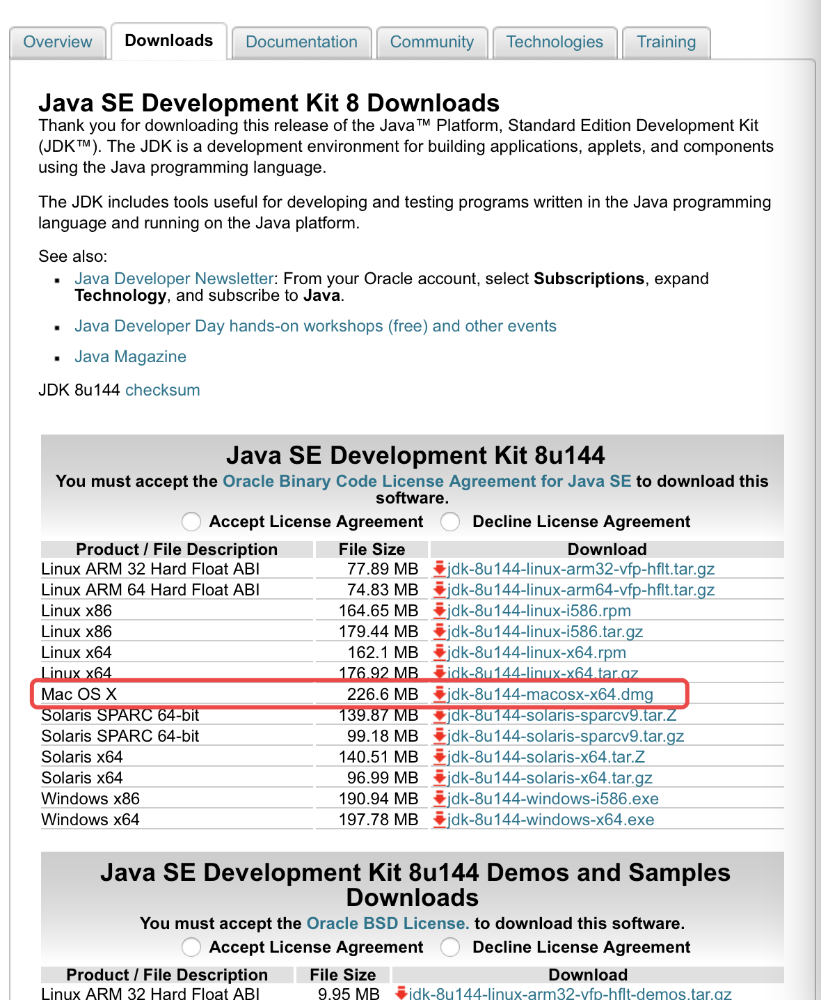 Overview Downloads Documentation Community Technologies Training
Java SE Development Kit 8 Downloads
Thank you for downloading this release of the Java™ Platform, Standard Edition Development Kit
(JDK™). The JDK is a development environment for building applications, applets, and components
using the Java programming language.
The JDK includes tools useful for developing and testing programs written in the Java programming
language and running on the Java platform.
See also:
Java Developer Newsletter: From your Oracle account, select Subscriptions, expand
Technology, and subscribe to Java.
Java Developer Day hands-on workshops (free) and other events
Java Magazine
JDK 8u144 checksum
Java SE Development Kit 8u144
You must accept the Oracle Binary Code License Agreement for Java SE to download this
software.
Accept License Agreement Decline License Agreement
Product / File Description File Size Download
Linux ARM 32 Hard Float ABI 77.89 MB jdk-8u144-linux-arm32-vfp-hflt.tar.gz
Linux ARM 64 Hard Float ABI 74.83 MB jdk-8u144-linux-arm64-vfp-hflt.tar.gz
Linux x86 164.65 MB jdk-8u144-linux-i586.rpm
Linux x86 179.44 MB jdk-8u144-linux-i586.tar.gz
Linux x64 162.1 MB jdk-8u144-linux-x64.rpm
Linux x64 176.92 MB jdk-8u144-linux-x64.tar.gz
Mac OS X 226.6 MB jdk-8u144-macosx-x64.dmg
Solaris SPARC 64-bit 139.87 MB jdk-8u144-solaris-sparcv9.tar.Z
Solaris SPARC 64-bit 99.18 MB jdk-8u144-solaris-sparcv9.tar.gz
Solaris x64 140.51 MB jdk-8u144-solaris-x64.tar.Z
Solaris x64 96.99 MB jdk-8u144-solaris-x64.tar.gz
Windows x86 190.94 MB jdk-8u144-windows-i586.exe
Windows x64 197.78 MB jdk-8u144-windows-x64.exe
Java SE Development Kit 8u144 Demos and Samples
Downloads
You must accept the Oracle BSD License. to download this software.
Accept License Agreement Decline License Agreement
Product / File Description File Size Download
Linux ARM 32 Hard Float ABI 9.95 MB jdk-8u144-linux-arm32-vfp-hflt-demos.tar.gz